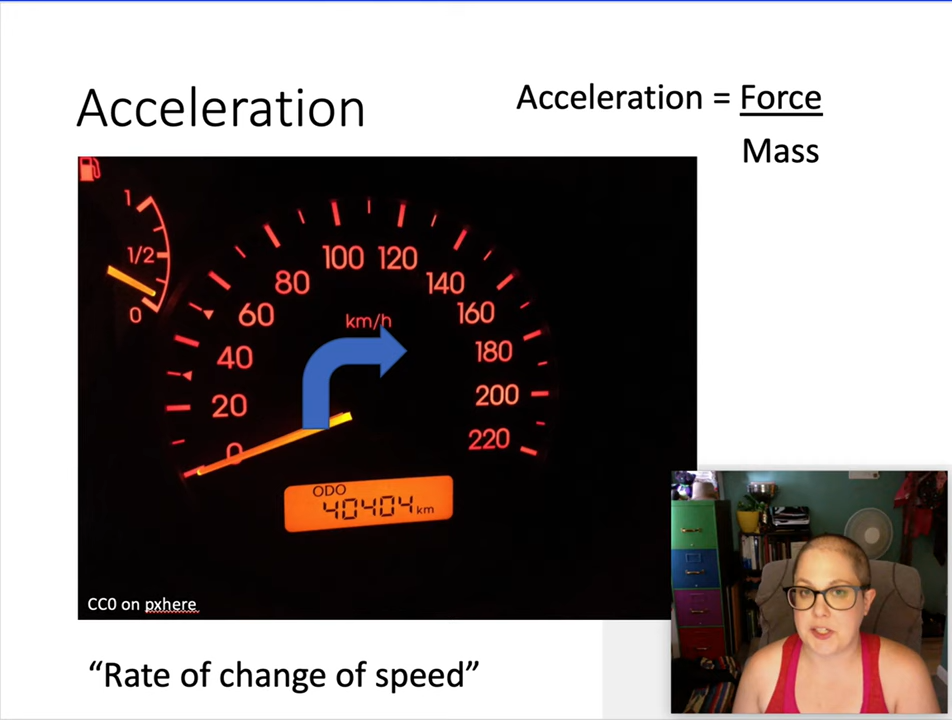 Acceleration
Acceleration = Force
Mass
1
1/2
0
0
20
40
60
80
100
120
140
160
180
200
220
km/h
ODO
40404 km
CC0 on pxhere
“Rate of change of speed”